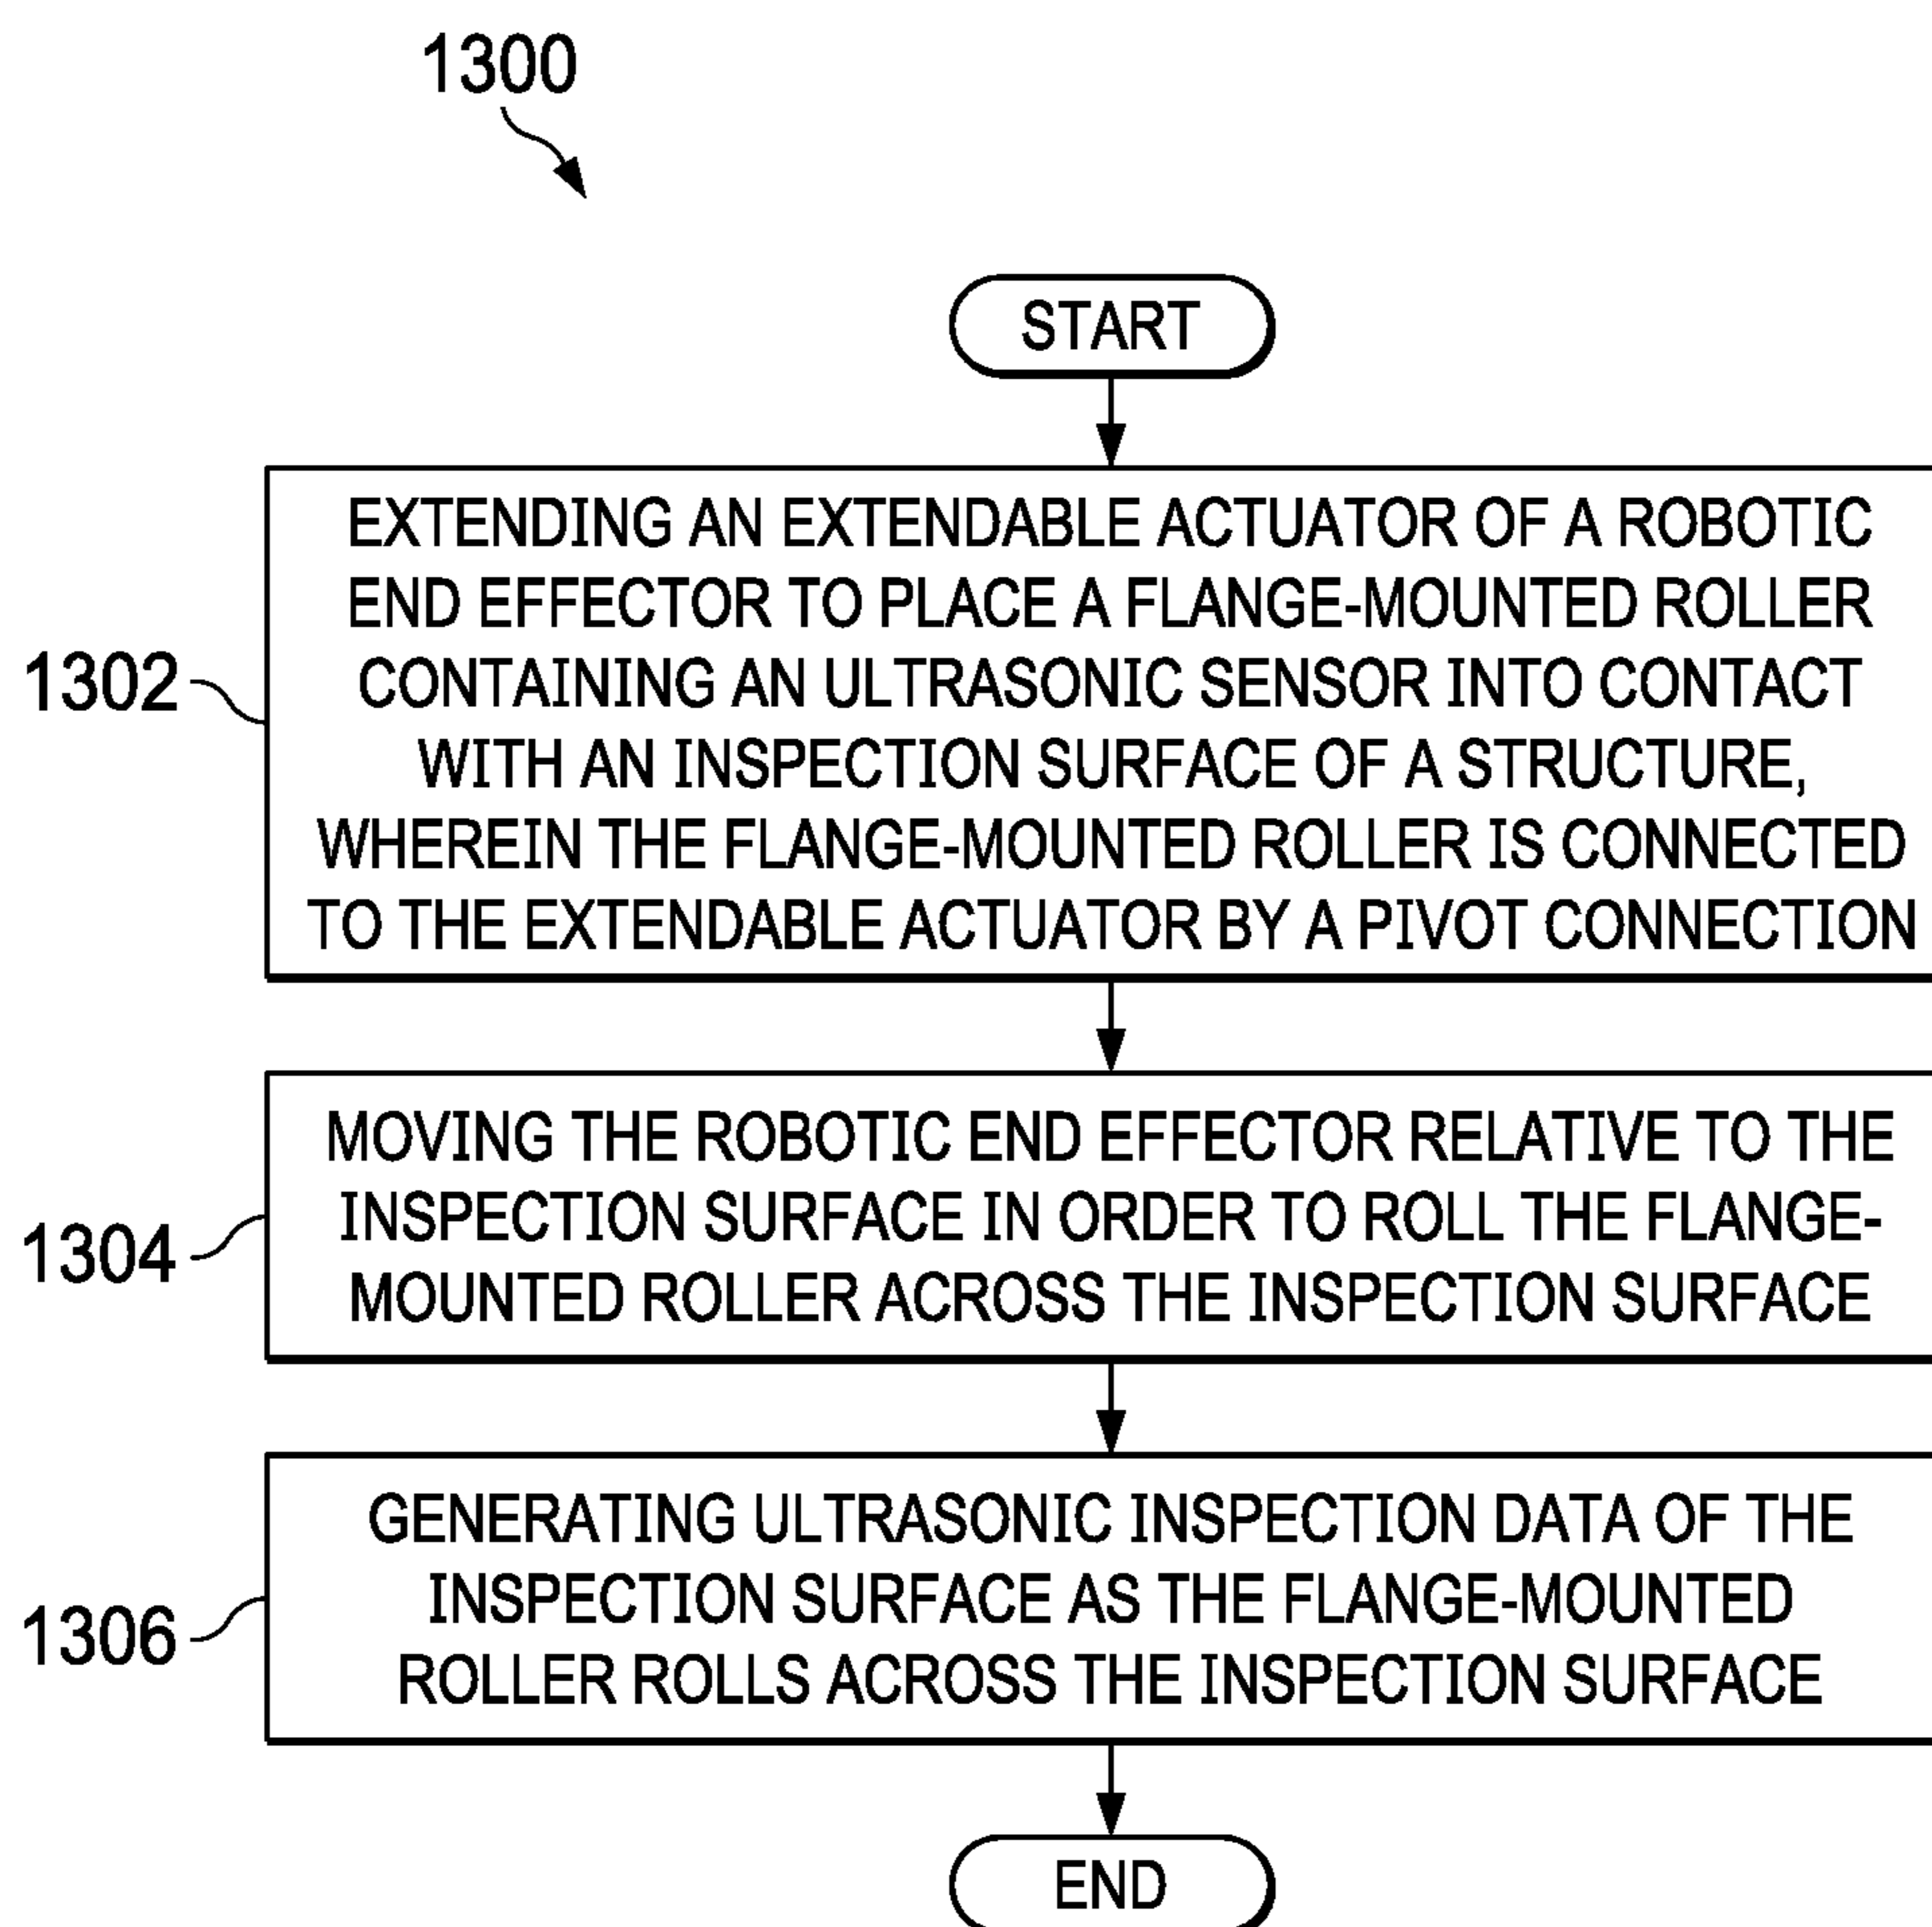 1300
START
EXTENDING AN EXTENDABLE ACTUATOR OF A ROBOTIC
END EFFECTOR TO PLACE A FLANGE-MOUNTED ROLLER
CONTAINING AN ULTRASONIC SENSOR INTO CONTACT
WITH AN INSPECTION SURFACE OF A STRUCTURE,
WHEREIN THE FLANGE-MOUNTED ROLLER IS CONNECTED
TO THE EXTENDABLE ACTUATOR BY A PIVOT CONNECTION
1302
MOVING THE ROBOTIC END EFFECTOR RELATIVE TO THE
INSPECTION SURFACE IN ORDER TO ROLL THE FLANGE-
MOUNTED ROLLER ACROSS THE INSPECTION SURFACE
1304
GENERATING ULTRASONIC INSPECTION DATA OF THE
INSPECTION SURFACE AS THE FLANGE-MOUNTED
ROLLER ROLLS ACROSS THE INSPECTION SURFACE
1306
END